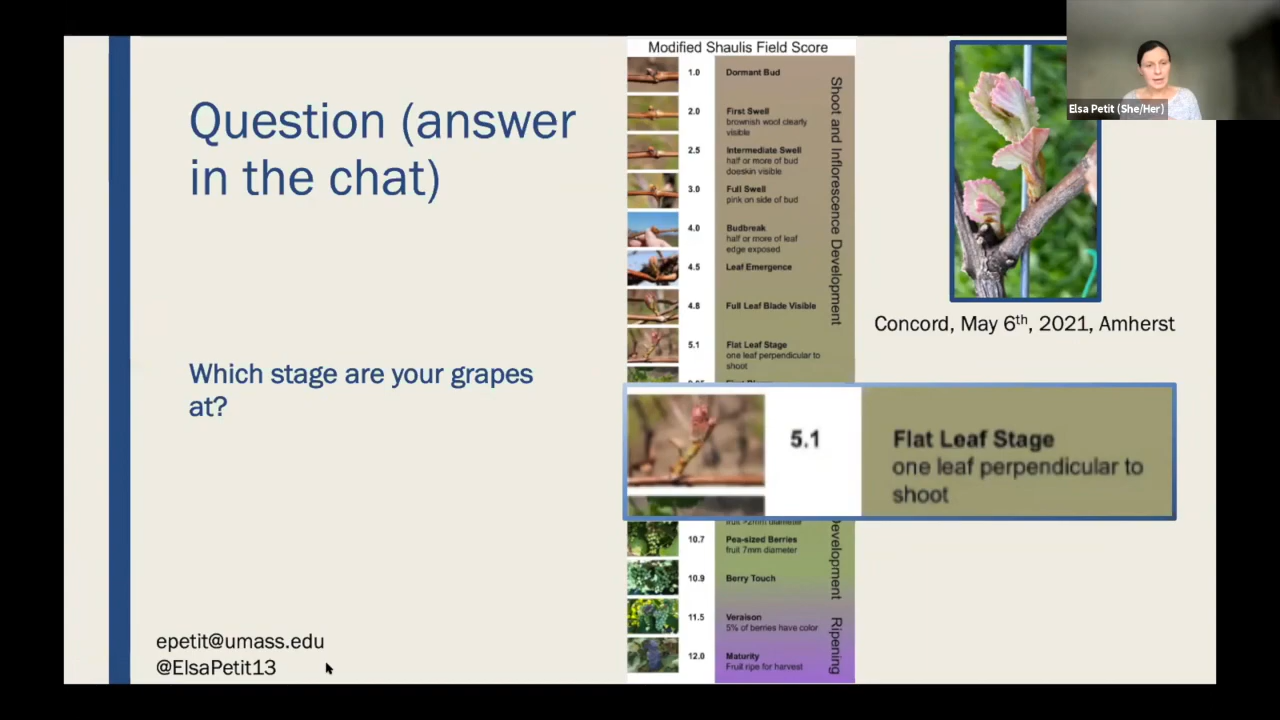 Question (answer
in the chat)
Which stage are your grapes
at?
epetit@umass.edu
@ElsaPetit13
Modified Shaulis Field Score
1.0 Dormant Bud
2.0 First Swell
brownish wool clearly
visible
2.5 Intermediate Swell
half or more of bud
doeskin visible
3.0 Full Swell
pink on side of bud
4.0 Budbreak
half or more of leaf
edge exposed
4.5 Leaf Emergence
4.8 Full Leaf Blade Visible
5.1 Flat Leaf Stage
one leaf perpendicular to
shoot
Shoot and Inflorescence Development
5.1 Flat Leaf Stage
one leaf perpendicular to
shoot
10.7 Pea-sized Berries
fruit 7mm diameter
10.9 Berry Touch
11.5 Veraison
5% of berries have color
12.0 Maturity
Fruit ripe for harvest
Ripening
Elsa Petit (She/Her)
Concord, May 6th, 2021, Amherst